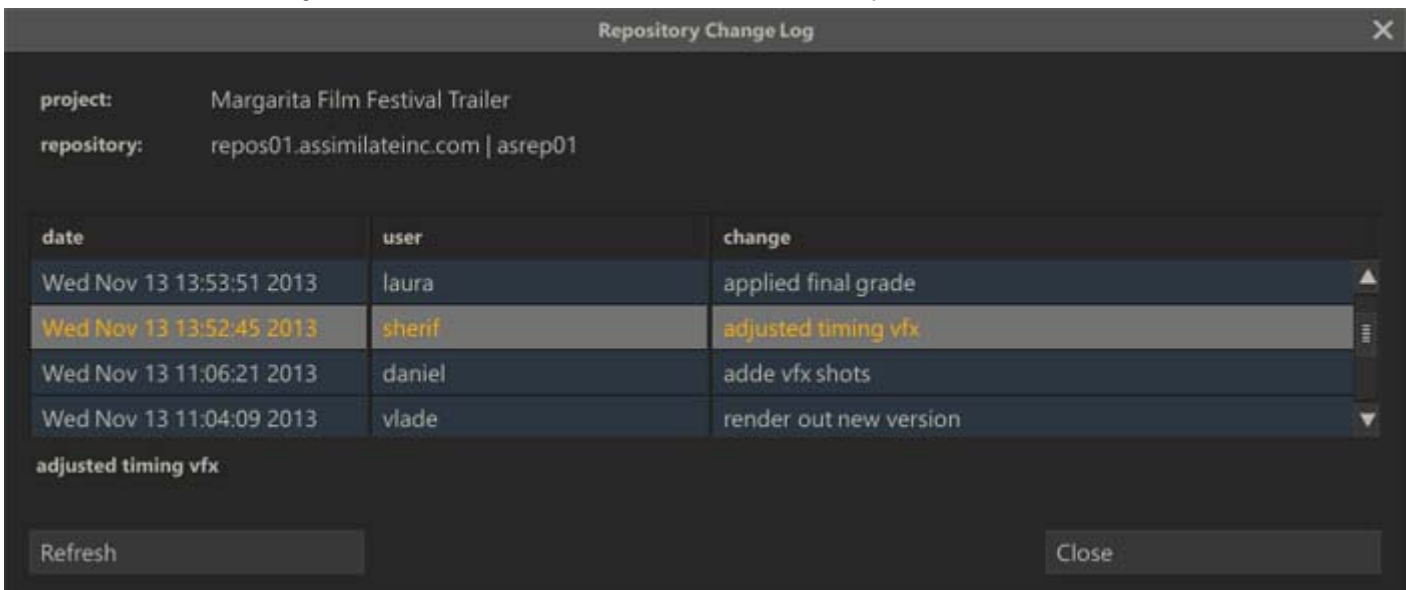 Repository Change Log
project: Margarita Film Festival Trailer
repository: repos01.assimilateinc.com | asrep01
date user change
Wed Nov 13 13:53:51 2013 laura applied final grade
Wed Nov 13 13:52:45 2013 sherif adjusted timing vfx
Wed Nov 13 11:06:21 2013 daniel adde vfx shots
Wed Nov 13 11:04:09 2013 vlade render out new version
adjusted timing vfx
Refresh Close